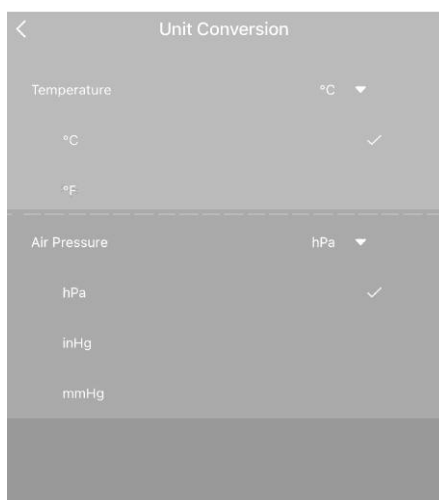 Unit Conversion
Temperature °C
°C
°F
Air Pressure hPa
hPa
inHg
mmHg